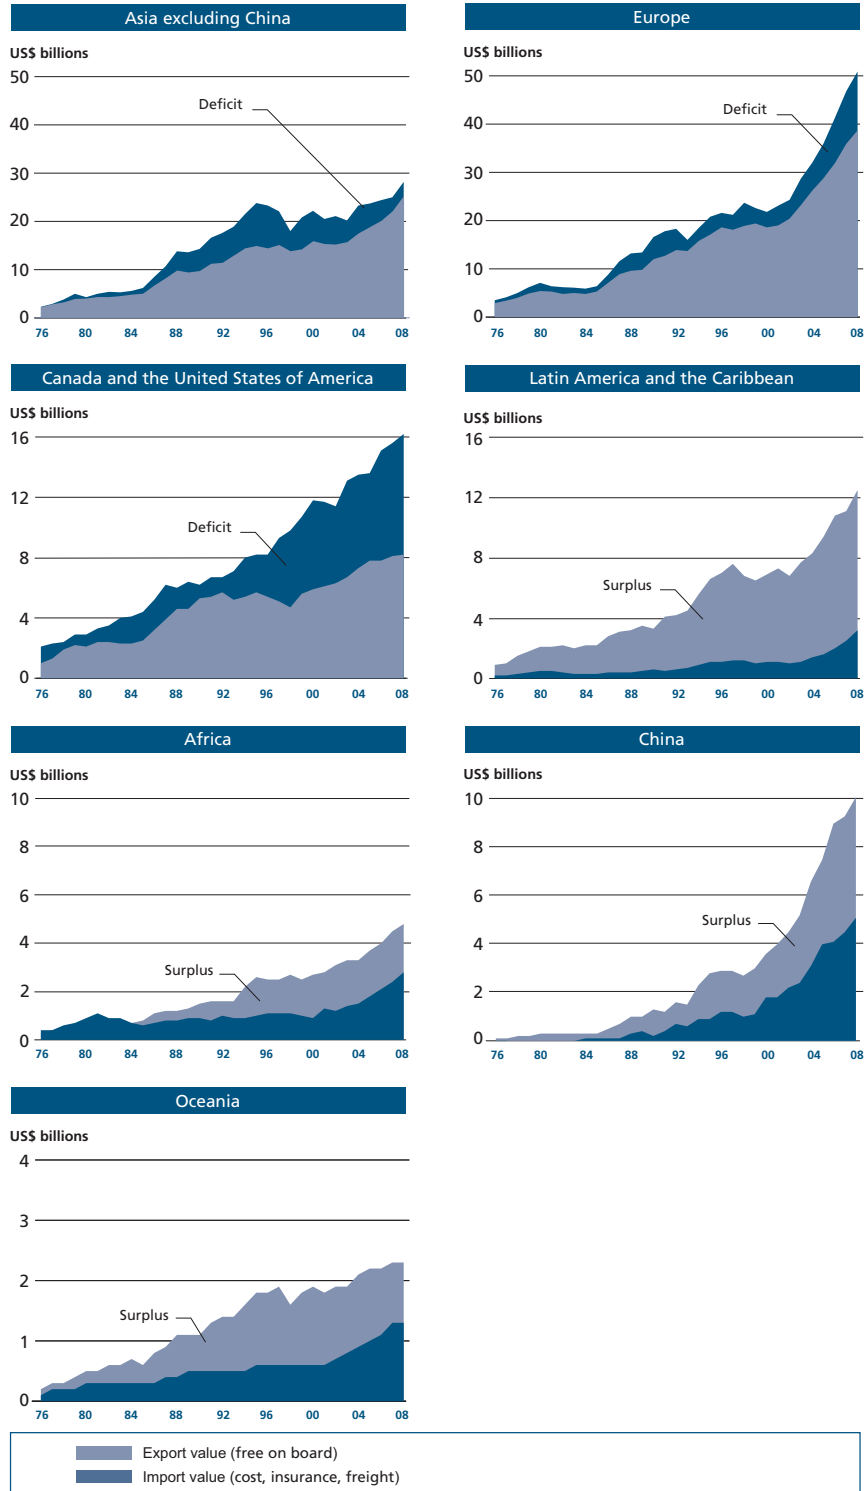 Asia excluding China
US$ billions
50
40
30
20
10
0
Deficit
76 80 84 88 92 96 00 04 08
Europe
US$ billions
50
40
30
20
10
0
Deficit
76 80 84 88 92 96 00 04 08
Canada and the United States of America
US$ billions
16
12
8
4
0
Deficit
76 80 84 88 92 96 00 04 08
Latin America and the Caribbean
US$ billions
16
12
8
4
0
Surplus
76 80 84 88 92 96 00 04 08
Africa
US$ billions
10
8
6
4
2
0
Surplus
76 80 84 88 92 96 00 04 08
China
US$ billions
10
8
6
4
2
0
Surplus
76 80 84 88 92 96 00 04 08
Oceania
US$ billions
4
3
2
1
0
Surplus
76 80 84 88 92 96 00 04 08
Export value (free on board)
Import value (cost, insurance, freight)